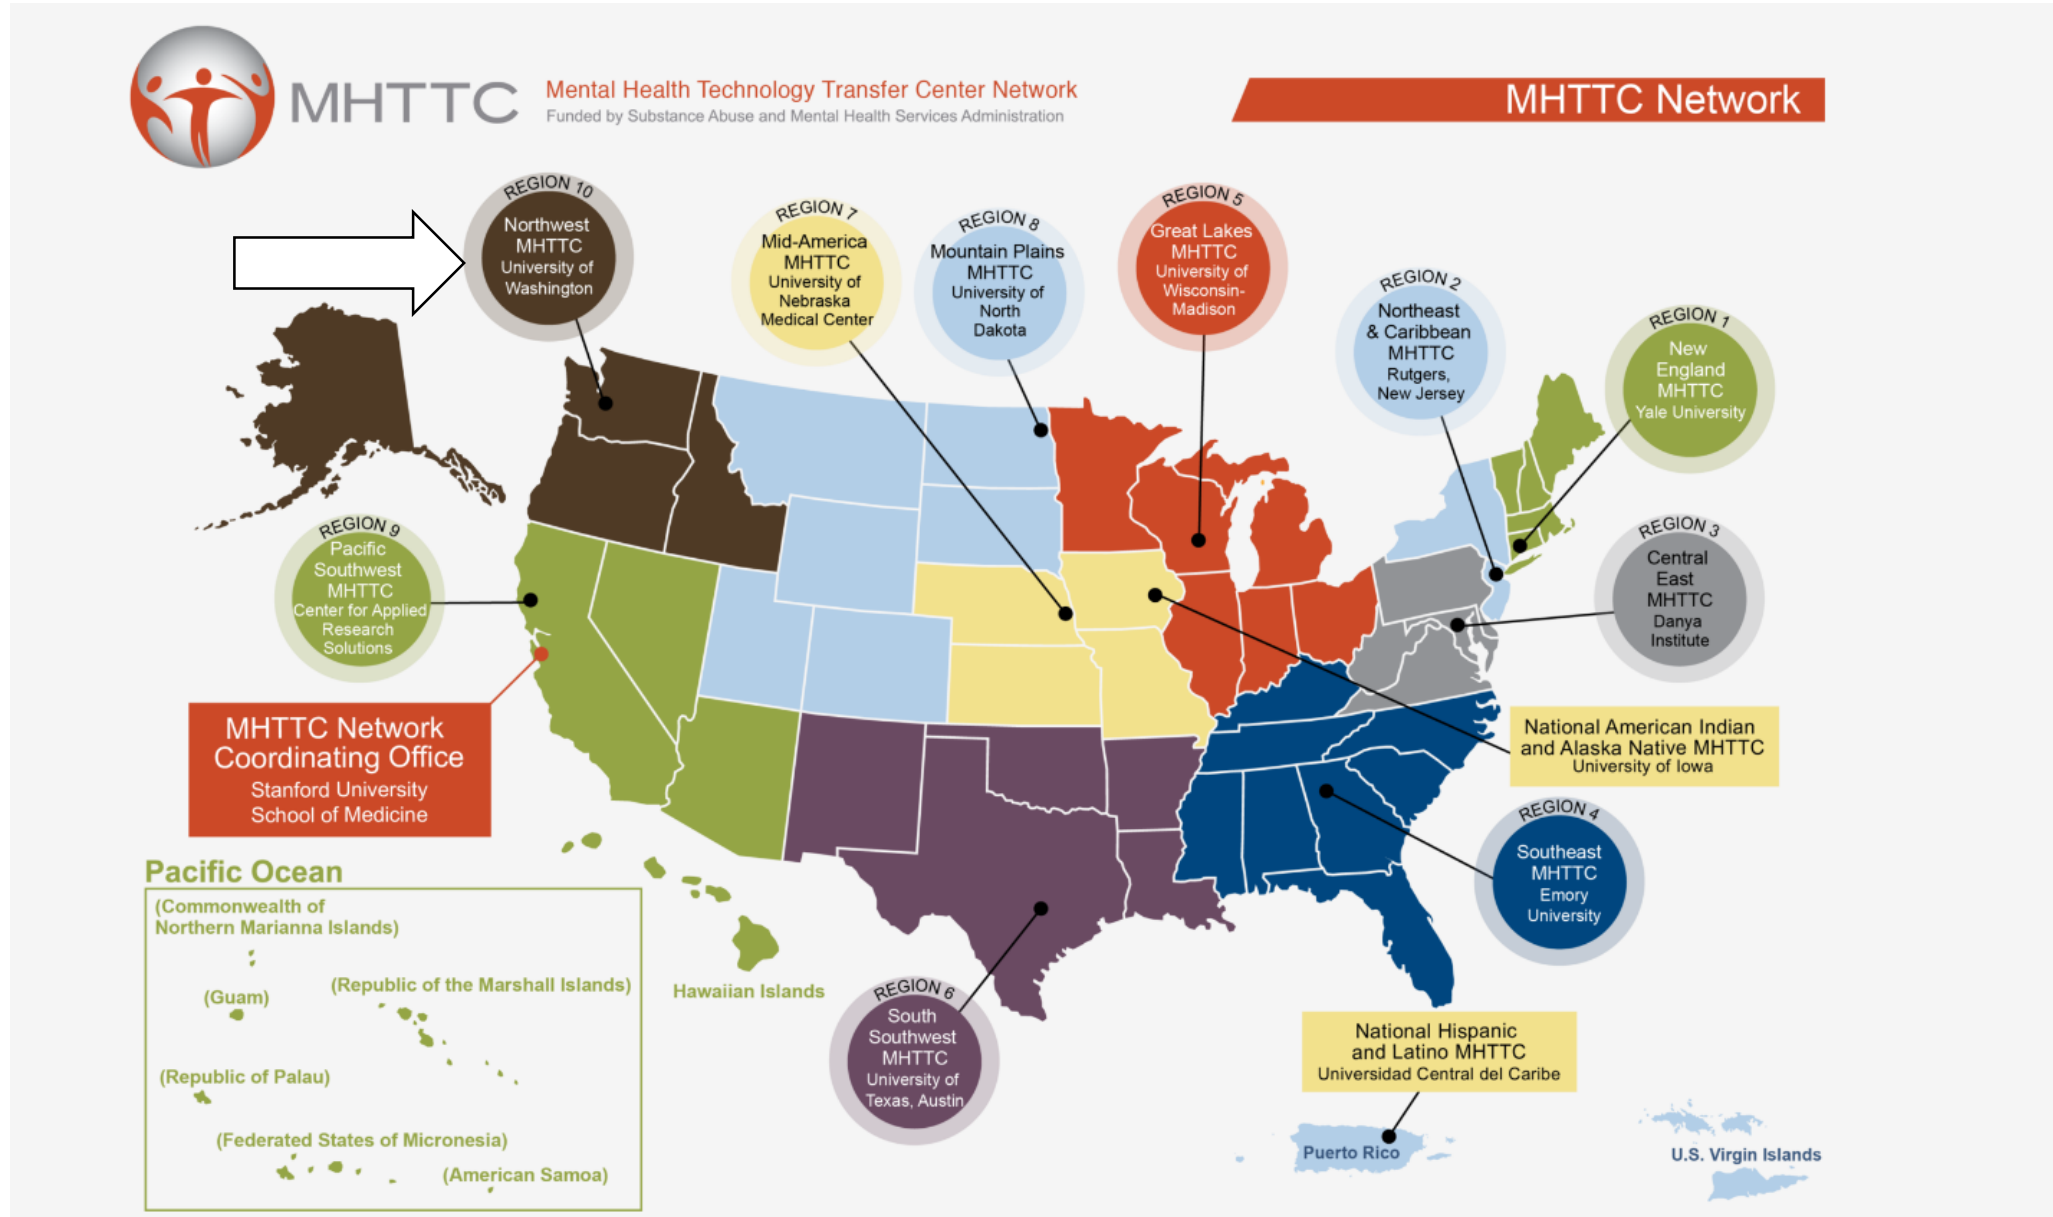 MHTTC
Mental Health Technology Transfer Center Network
Funded by Substance Abuse and Mental Health Services Administration
MHTTC Network
REGION 10
Northwest
MHTTC
University of
Washington
REGION 7
Mid-America
MHTTC
University of
Nebraska
Medical Center
REGION 8
Mountain Plains
MHTTC
University of
North
Dakota
REGION 5
Great Lakes
MHTTC
University of
Wisconsin-
Madison
REGION 2
Northeast
& Caribbean
MHTTC
Rutgers,
New Jersey
REGION 1
New
England
MHTTC
Yale University
REGION 9
Pacific
Southwest
MHTTC
Center for Applied
Research
Solutions
REGION 3
Central
East
MHTTC
Danya
Institute
MHTTC Network
Coordinating Office
Stanford University
School of Medicine
National American Indian
and Alaska Native MHTTC
University of Iowa
REGION 4
Southeast
MHTTC
Emory
University
Pacific Ocean
(Commonwealth of
Northern Marianna Islands)
(Guam)
(Republic of the Marshall Islands)
(Republic of Palau)
(Federated States of Micronesia)
(American Samoa)
Hawaiian Islands
REGION 6
South
Southwest
MHTTC
University of
Texas, Austin
National Hispanic
and Latino MHTTC
Universidad Central del Caribe
Puerto Rico
U.S. Virgin Islands